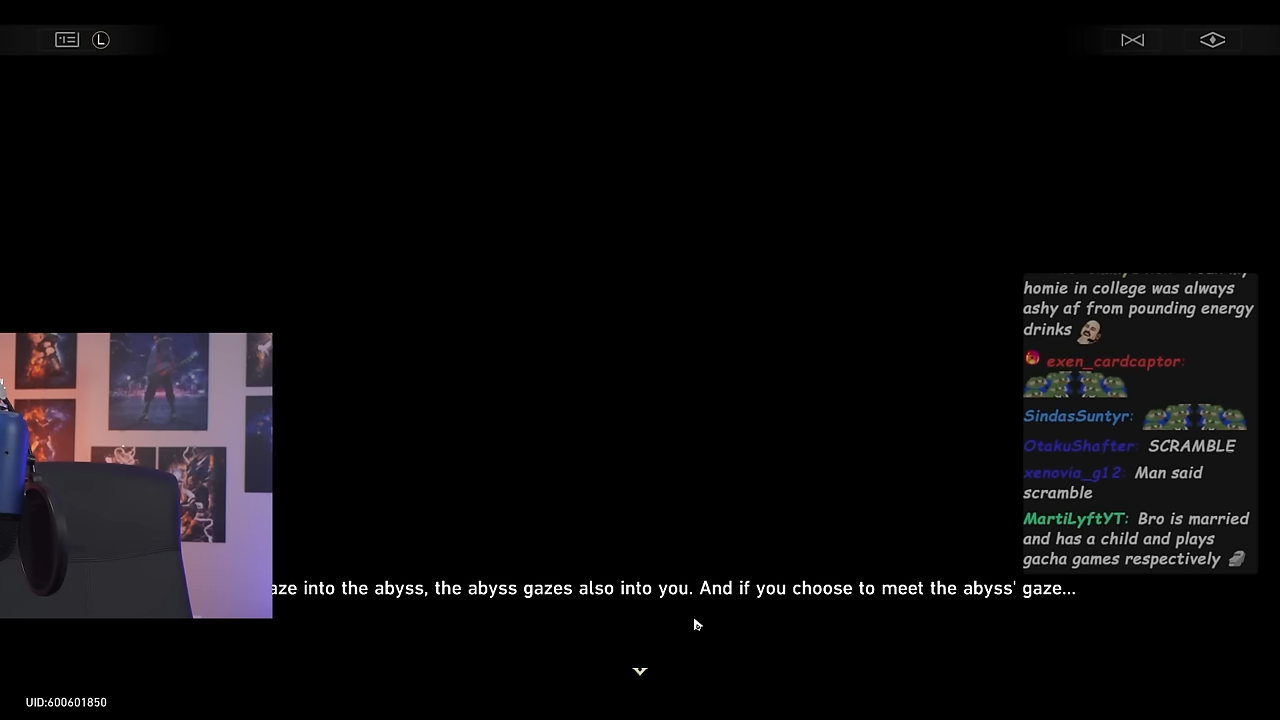 L
homie in college was always
ashy af from pounding energy
drinks
exen_cardcaptor:
SindasSuntyr:
OtakuShafter: SCRAMBLE
xenovia_g12: Man said
scramble
MartiLyftYT: Bro is married
and has a child and plays
gacha games respectively
aze into the abyss, the abyss gazes also into you. And if you choose to meet the abyss' gaze...
UID:600601850